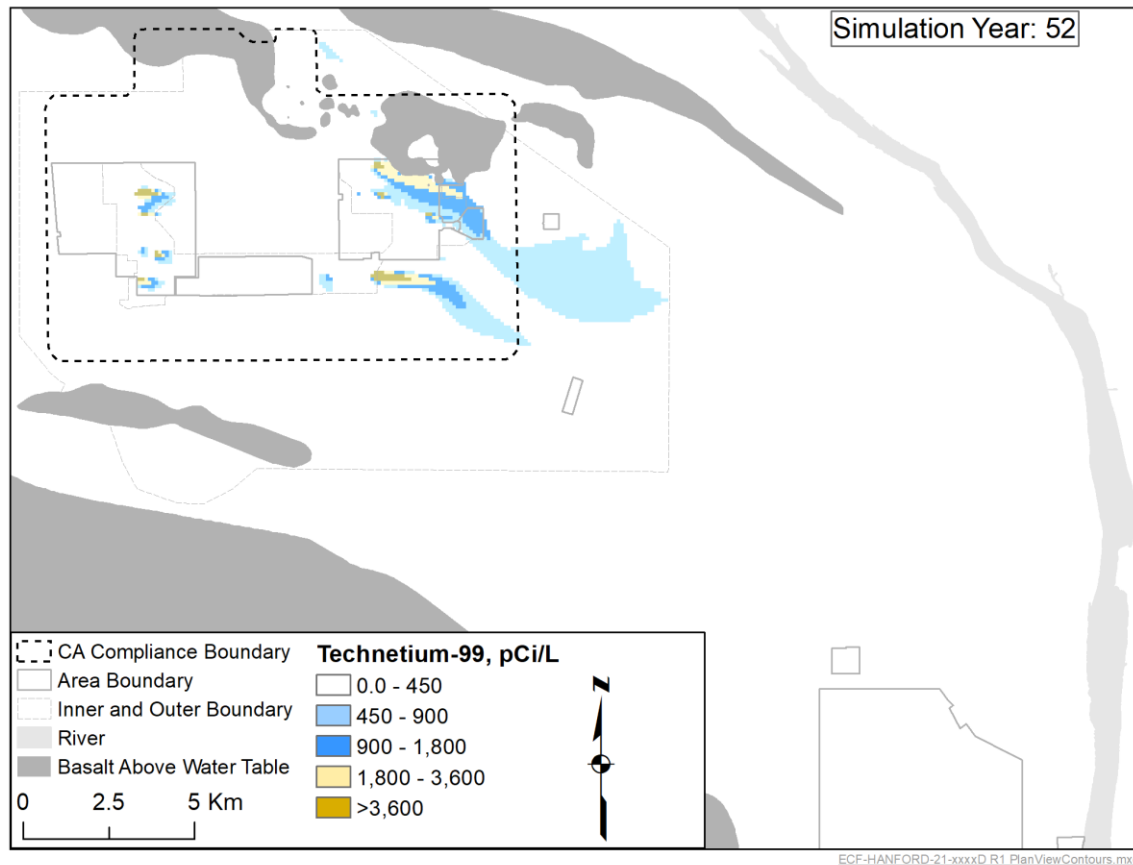 Simulation Year: 52
CA Compliance Boundary
Area Boundary
Inner and Outer Boundary
River
Basalt Above Water Table
0 2.5 5 Km
Technetium-99, pCi/L
0.0 - 450
450 - 900
900 - 1,800
1,800 - 3,600
>3,600
N
ECF-HANFORD-21-xxxxD R1 PlanViewContours.mx